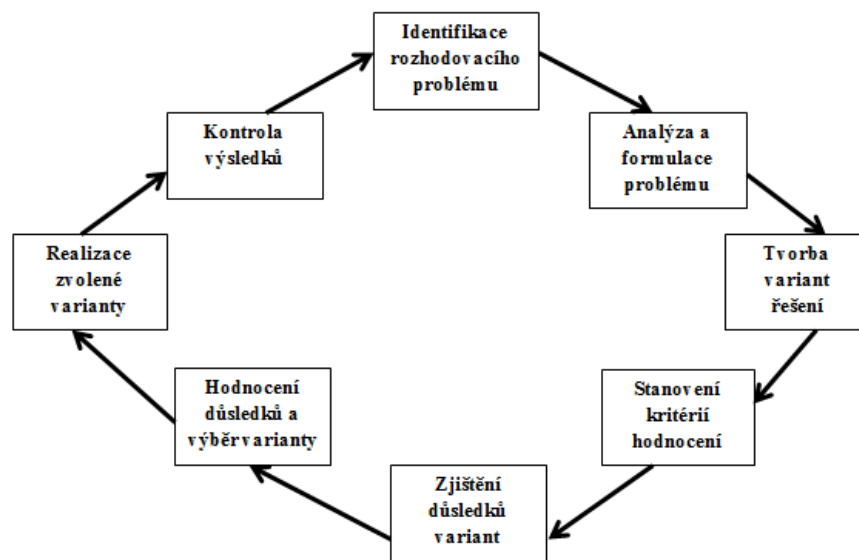 Identifikace
rozhodovacího
problému
Analýza a
formulace
problému
Tvorba
variant
řešení
Stanovení
kritérií
hodnocení
Zjištění
důsledků
variant
Hodnocení
důsledků a
výběr varianty
Realizace
zvolené
varianty
Kontrola
výsledků